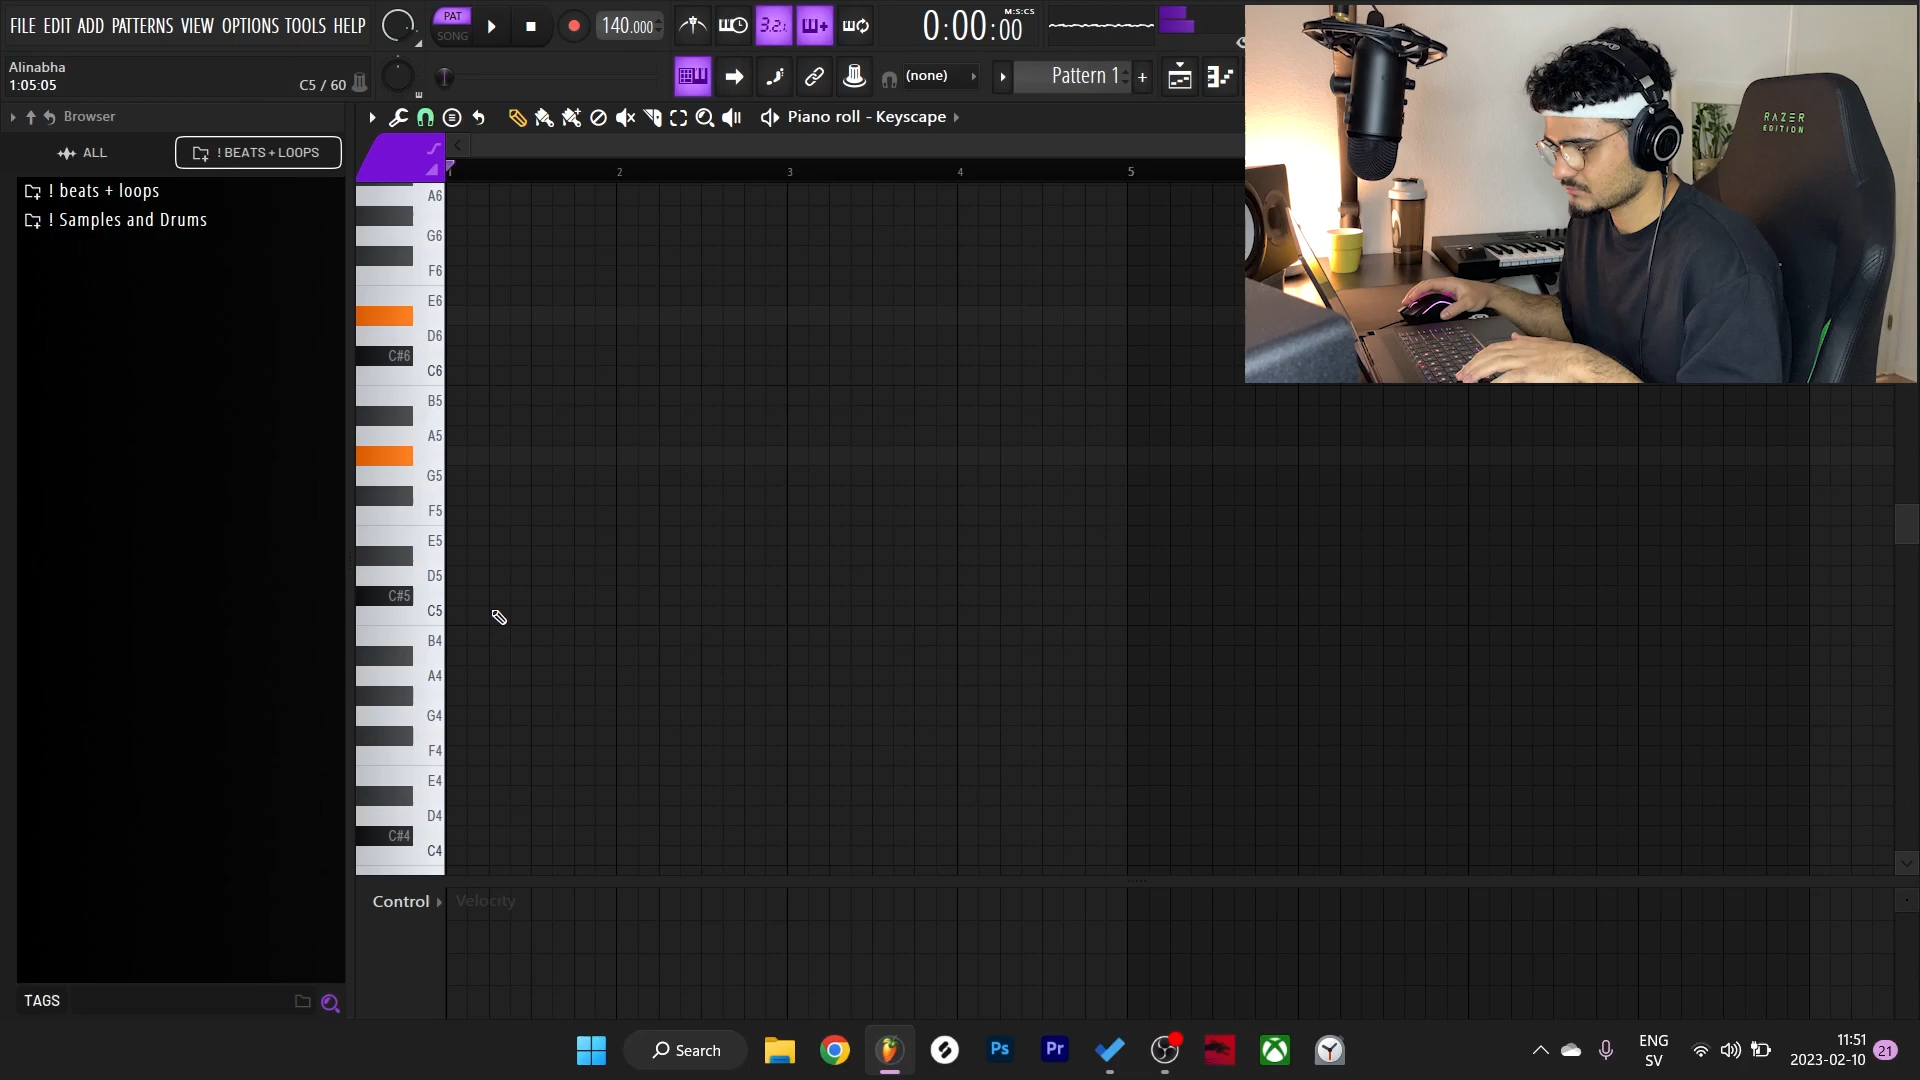 FILE EDIT ADD PATTERNS VIEW OPTIONS TOOLS HELP
PAT
SONG
140.000
3.2.
0:00:00
M:S:CS
Alinabha
1:05:05
C5 / 60
(none)
Pattern 1
+
Browser
Piano roll - Keyscape
ALL
! BEATS + LOOPS
! beats + loops
! Samples and Drums
1
2
3
4
5
A6
G6
F6
E6
D6
C#6
C6
B5
A5
G5
F5
E5
D5
C#5
C5
B4
A4
G4
F4
E4
D4
C#4
C4
Control
Velocity
TAGS
RAZER
EDITION
Search
Ps
Pr
ENG
SV
11:51
2023-02-10
21